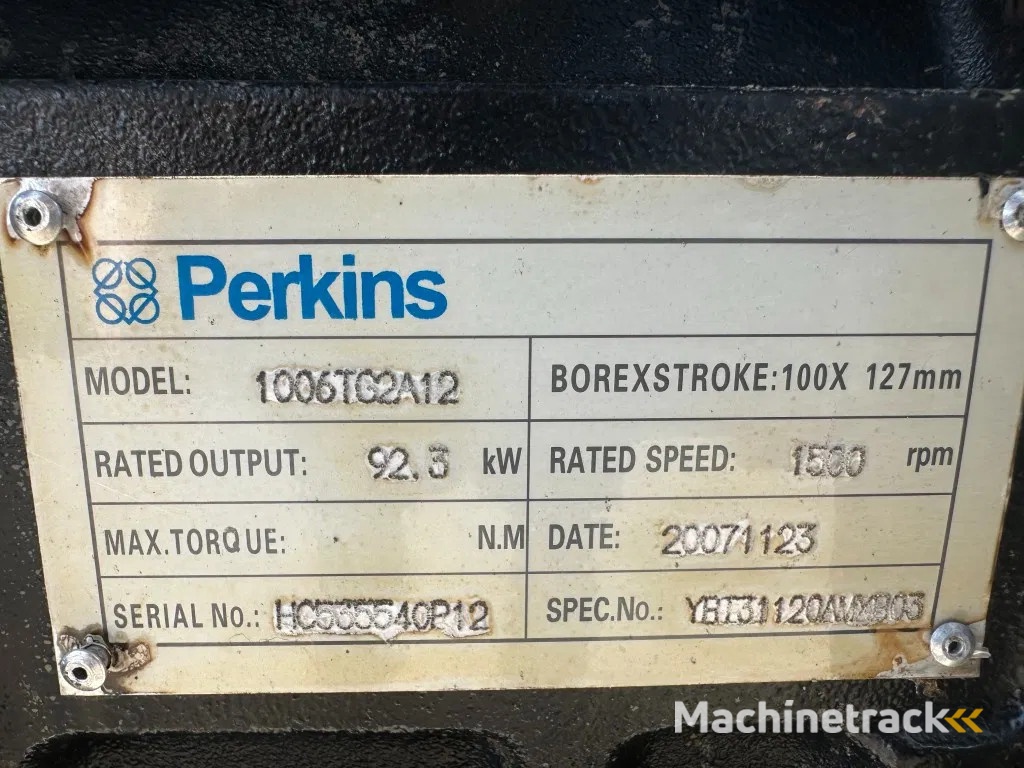 Perkins
MODEL: 1006TG2A12 BOREXSTROKE:100X 127mm
RATED OUTPUT: 92.3 kW RATED SPEED: rpm
MAX.TORQUE: N.M DATE: 20071123
SERIAL No.: SPEC.No.:
Machinetrack